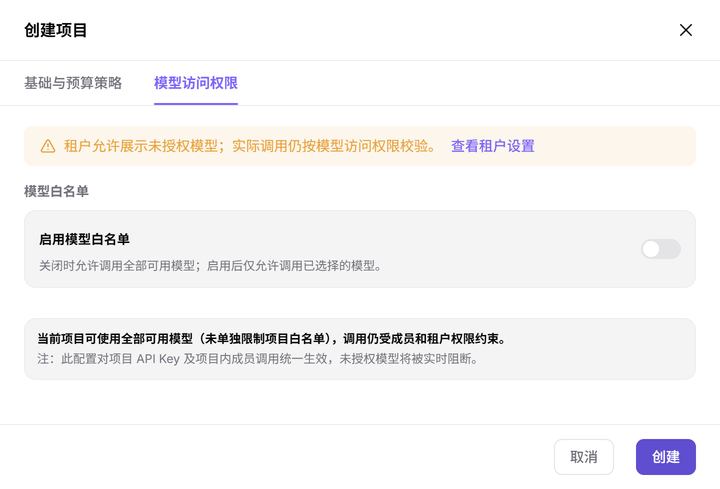 创建项目
基础与预算策略 模型访问权限
租户允许展示未授权模型；实际调用仍按模型访问权限校验。 查看租户设置
模型白名单
启用模型白名单
关闭时允许调用全部可用模型；启用后仅允许调用已选择的模型。
当前项目可使用全部可用模型（未单独限制项目白名单），调用仍受成员和租户权限约束。
注：此配置对项目 API Key 及项目内成员调用统一生效，未授权模型将被实时阻断。
取消 创建